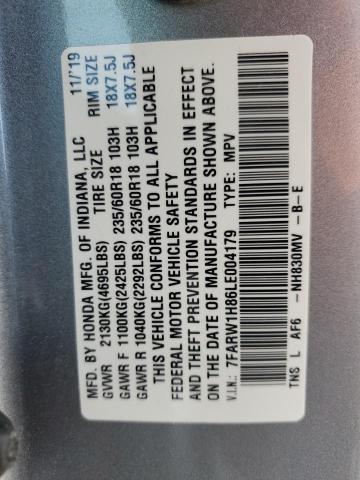 MFD. BY HONDA MFG. OF INDIANA, LLC 11/'19
GVWR 2130KG(4695LBS) TIRE SIZE RIM SIZE
GAWR F 1100KG(2425LBS) 235/60R18 103H 18X7.5J
GAWR R 1040KG(2292LBS) 235/60R18 103H 18X7.5J
THIS VEHICLE CONFORMS TO ALL APPLICABLE
FEDERAL MOTOR VEHICLE SAFETY
AND THEFT PREVENTION STANDARDS IN EFFECT
ON THE DATE OF MANUFACTURE SHOWN ABOVE.
V.I.N.: 7FARW1H86LE004179 TYPE: MPV
TNS L AF6 -NH830MV -B-E